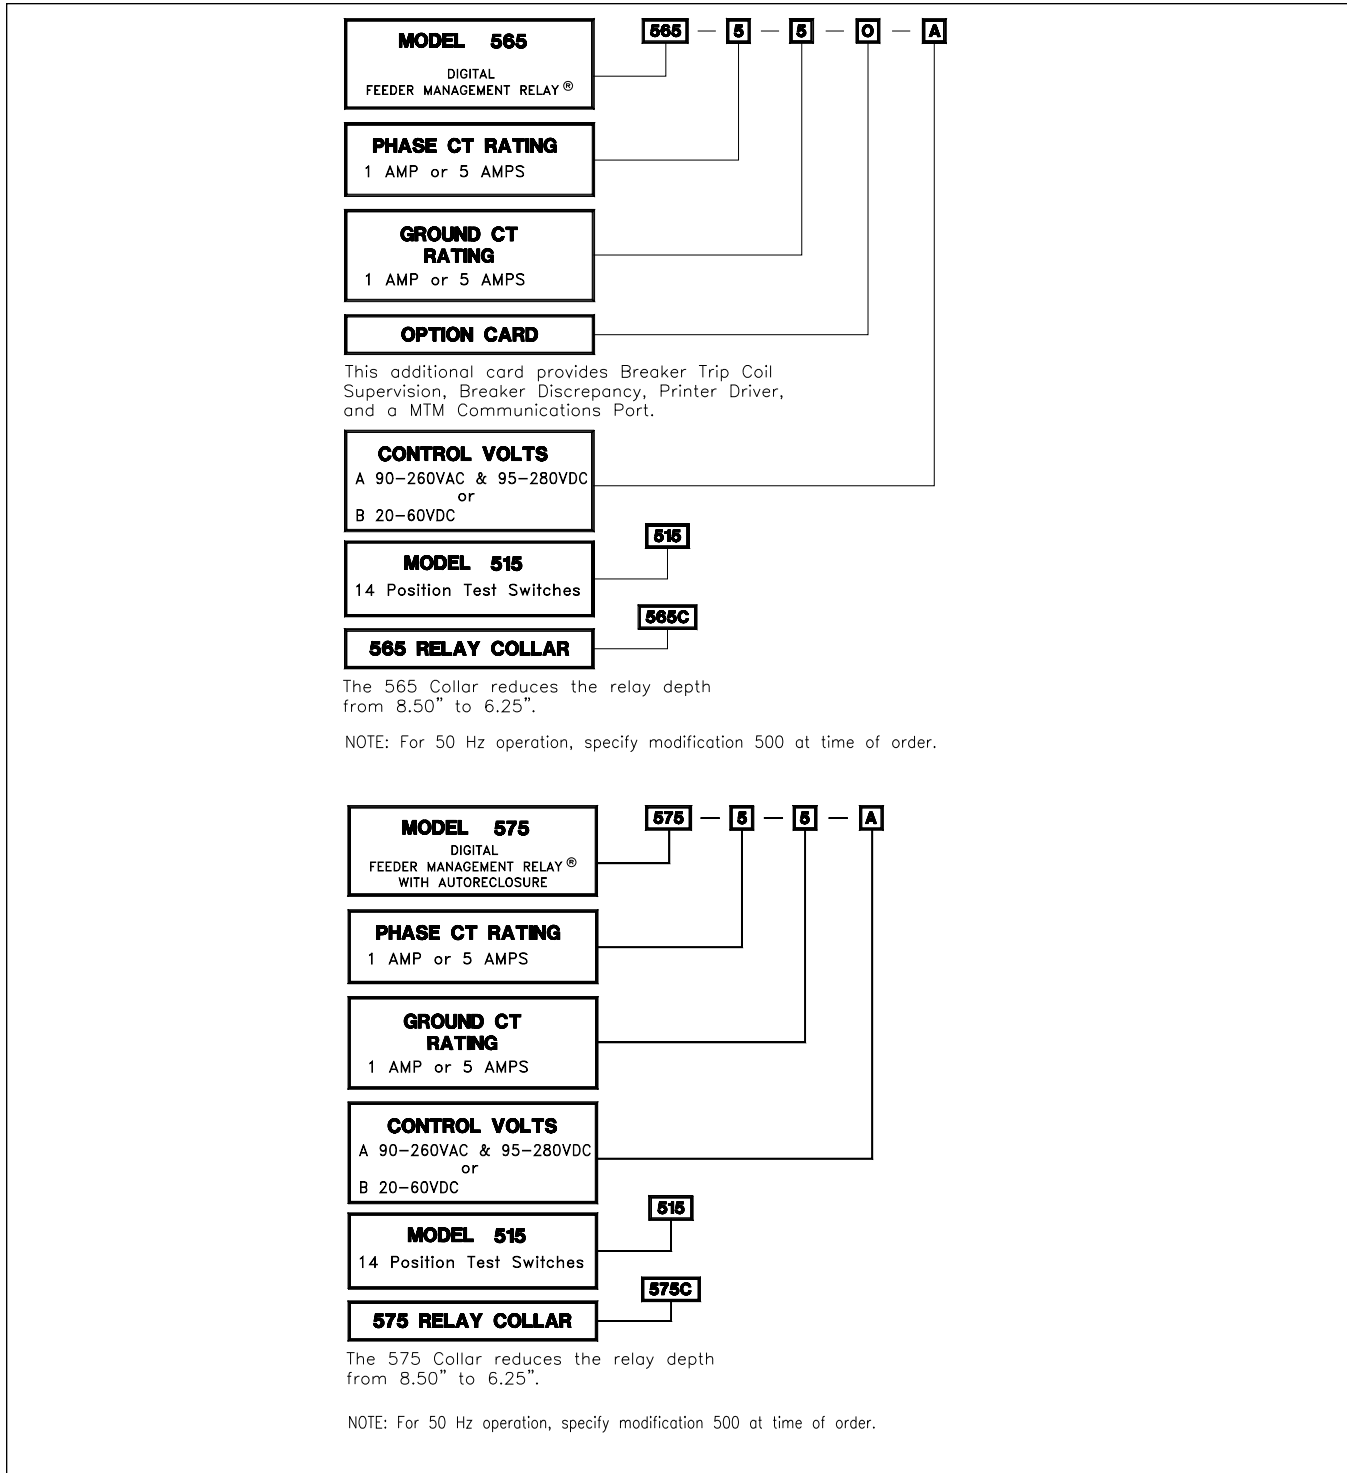 MODEL 565
565 — 5 — 5 — O — A
DIGITAL
FEEDER MANAGEMENT RELAY®
PHASE CT RATING
1 AMP or 5 AMPS
GROUND CT
RATING
1 AMP or 5 AMPS
OPTION CARD
This additional card provides Breaker Trip Coil
Supervision, Breaker Discrepancy, Printer Driver,
and a MTM Communications Port.
CONTROL VOLTS
A 90–260VAC & 95–280VDC
or
B 20–60VDC
515
MODEL 515
14 Position Test Switches
565C
565 RELAY COLLAR
The 565 Collar reduces the relay depth
from 8.50” to 6.25”.
NOTE: For 50 Hz operation, specify modification 500 at time of order.
MODEL 575
575 — 5 — 5 — A
DIGITAL
FEEDER MANAGEMENT RELAY®
WITH AUTORECLOSURE
PHASE CT RATING
1 AMP or 5 AMPS
GROUND CT
RATING
1 AMP or 5 AMPS
CONTROL VOLTS
A 90–260VAC & 95–280VDC
or
B 20–60VDC
515
MODEL 515
14 Position Test Switches
575C
575 RELAY COLLAR
The 575 Collar reduces the relay depth
from 8.50” to 6.25”.
NOTE: For 50 Hz operation, specify modification 500 at time of order.